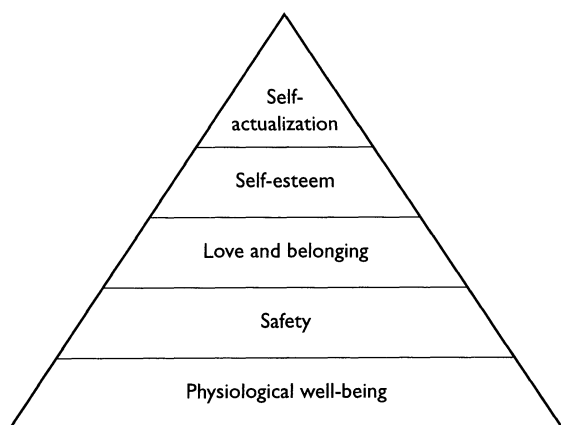 Self-
actualization
Self-esteem
Love and belonging
Safety
Physiological well-being